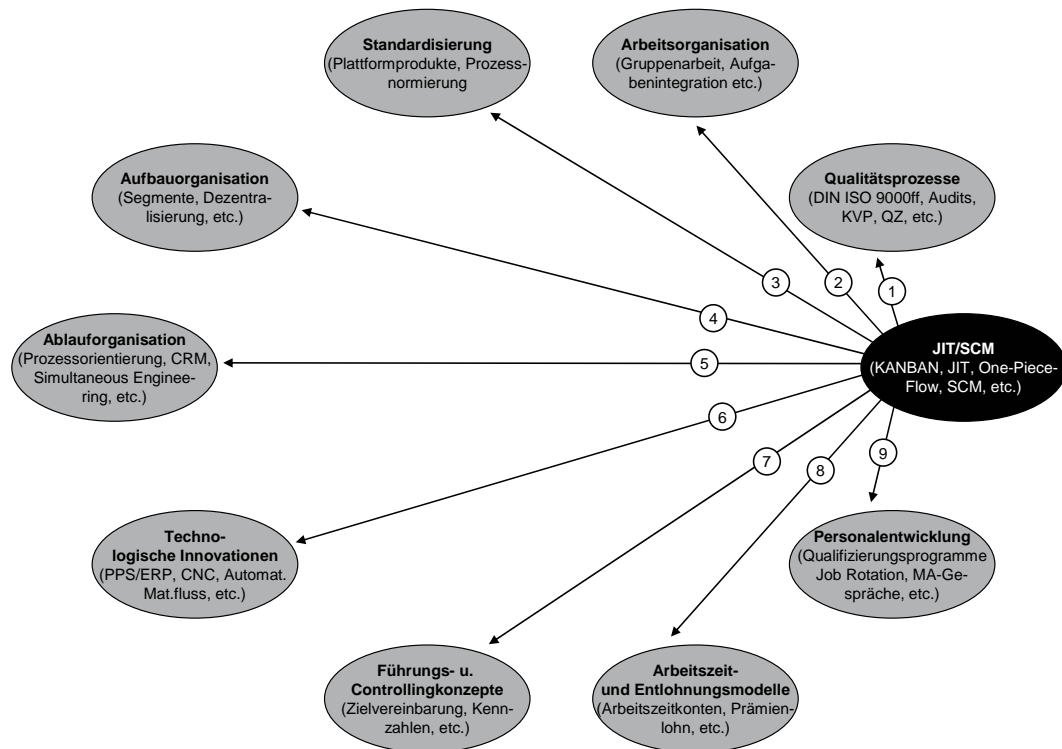 Standardisierung
(Plattformprodukte, Prozess-
normierung
Arbeitsorganisation
(Gruppenarbeit, Aufga-
benintegration etc.)
Aufbauorganisation
(Segmente, Dezentra-
lisierung, etc.)
Qualitätsprozesse
(DIN ISO 9000ff, Audits,
KVP, QZ, etc.)
3
2
1
4
Ablauforganisation
(Prozessorientierung, CRM,
Simultaneous Enginee-
ring, etc.)
5
JIT/SCM
(KANBAN, JIT, One-Piece-
Flow, SCM, etc.)
6
7
8
9
Techno-
logische Innovationen
(PPS/ERP, CNC, Automat.
Mat.fluss, etc.)
Personalentwicklung
(Qualifizierungsprogramme
Job Rotation, MA-Ge-
spräche, etc.)
Führungs- u.
Controllingkonzepte
(Zielvereinbarung, Kenn-
zahlen, etc.)
Arbeitszeit-
und Entlohnungsmodelle
(Arbeitszeitkonten, Prämien-
lohn, etc.)